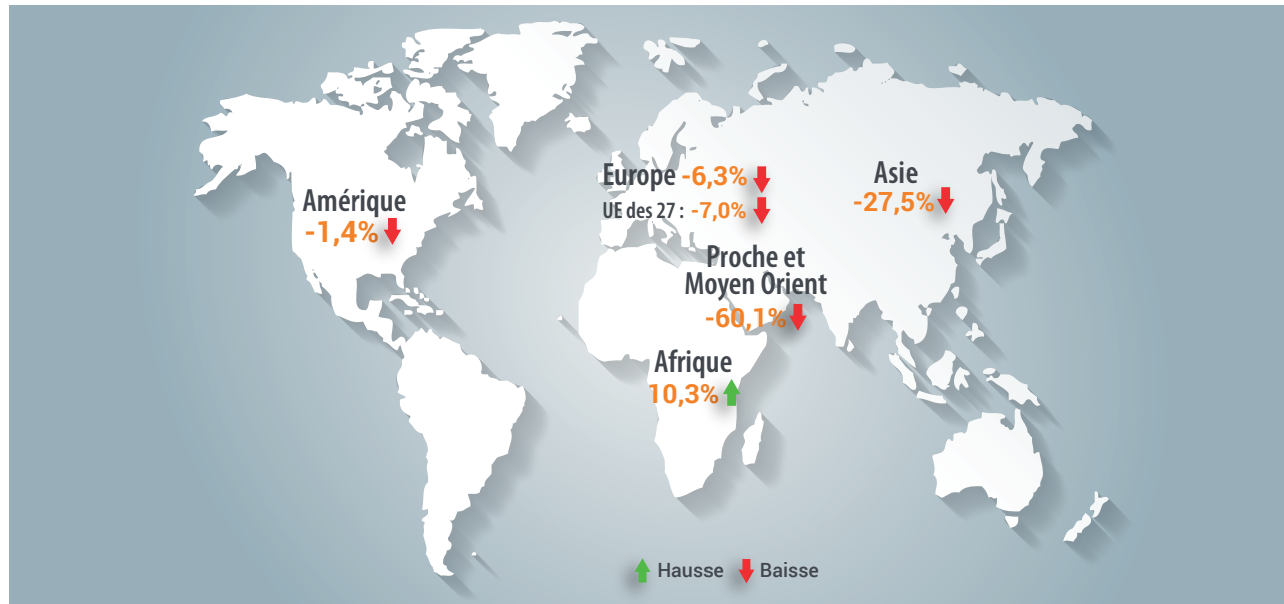 Amérique
-1,4%
Europe -6,3%
UE des 27 : -7,0%
Asie
-27,5%
Proche et
Moyen Orient
-60,1%
Afrique
10,3%
Hausse Baisse